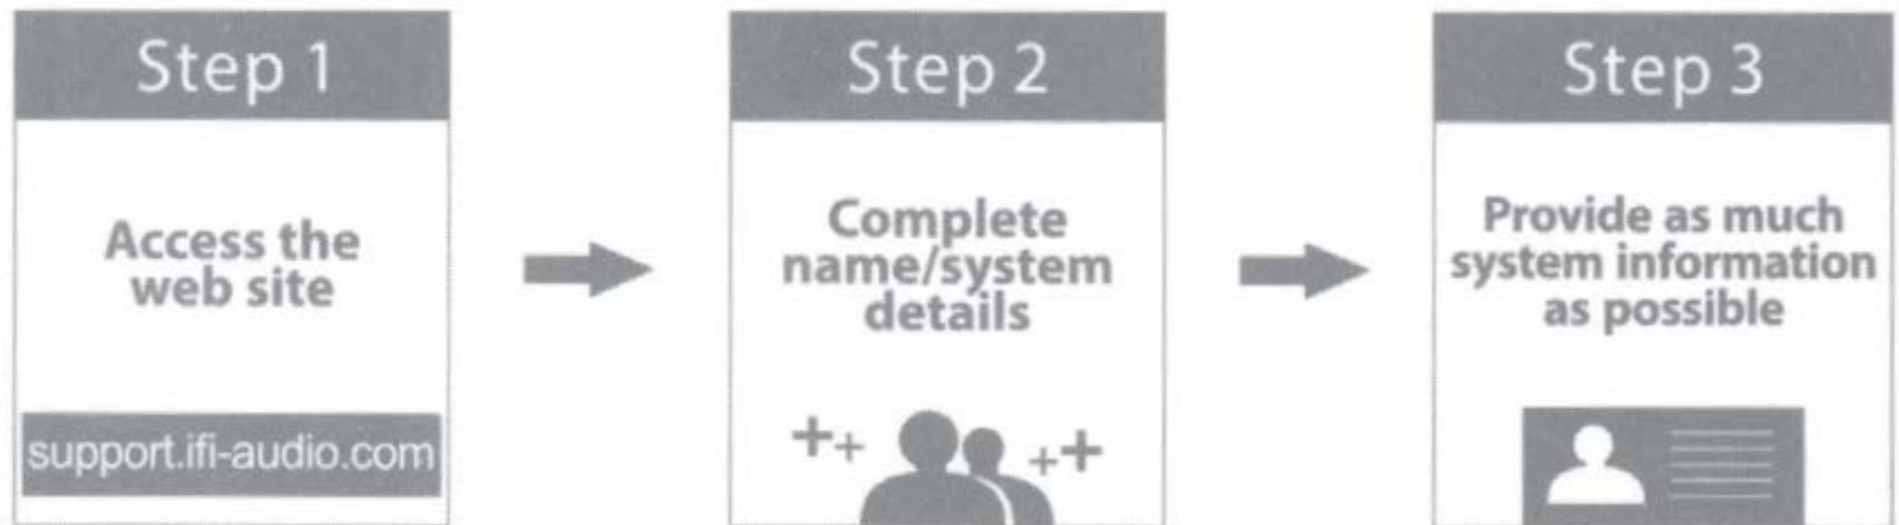 Step 1
Access the
web site
support.ifi-audio.com
Step 2
Complete
name/system
details
Step 3
Provide as much
system information
as possible